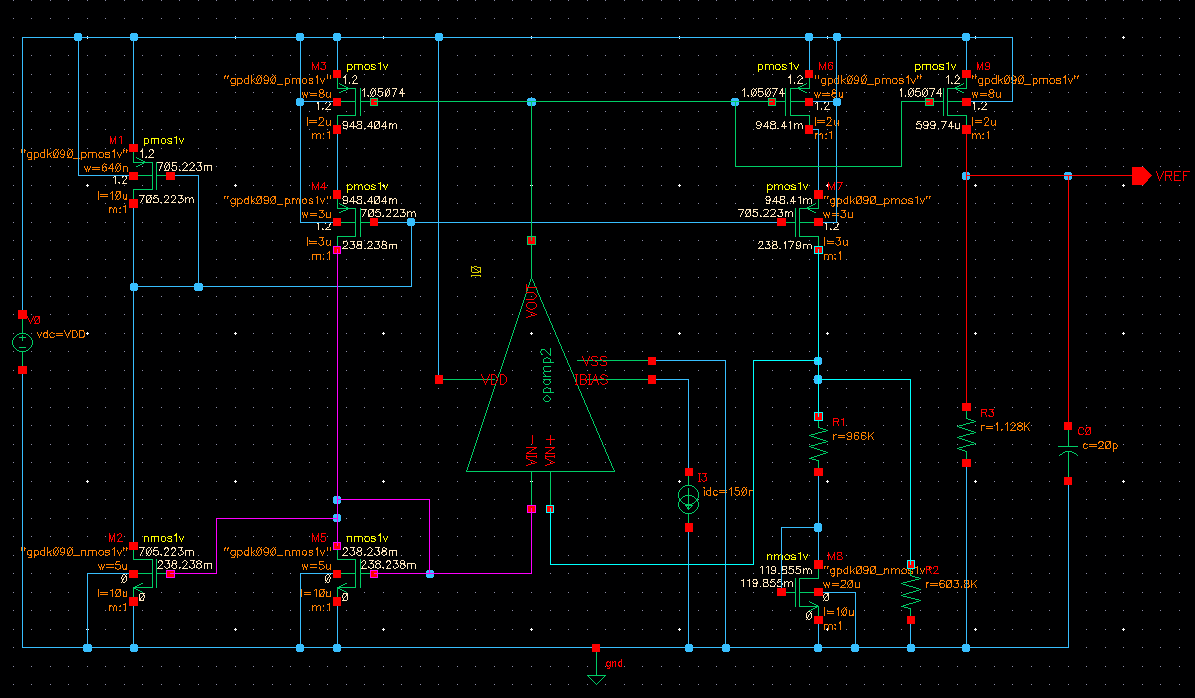 M3 pmos1v
"gpdk090_pmos1v"
1.2
w=8u
1.05074
1.2
l=2u
948.404m
m:1
pmos1v M6
1.2
"gpdk090_pmos1v"
1.05074
w=8u
1.2
948.41m
l=2u
m:1
pmos1v M9
1.2
"gpdk090_pmos1v"
1.05074
w=8u
1.2
599.74u
l=2u
m:1
M1 pmos1v
"gpdk090_pmos1v"
1.2
w=640n
705.223m
1.2
l=10u
705.223m
m:1
M4 pmos1v
948.404m
"gpdk090_pmos1v"
w=3u
705.223m
1.2
l=3u
238.238m
m:1
pmos1v M7
948.41m
"gpdk090_pmos1v"
705.223m
w=3u
1.2
238.179m
l=3u
m:1
VREF
I0
V0
vdc=VDD
VDD
opamp2
VSS
IBIAS
VIN-
VIN+
R1
r=966K
R3
r=1.128K
C0
c=20p
I3
idc=150n
M2 nmos1v
"gpdk090_nmos1v"
705.223m
w=5u
238.238m
0
l=10u
0
m:1
M5 nmos1v
"gpdk090_nmos1v"
238.238m
w=5u
238.238m
0
l=10u
0
m:1
nmos1v M8
119.855m
"gpdk090_nmos1v"
119.855m
w=20u
0
0
l=10u
m:1
R2
r=603.8K
gnd